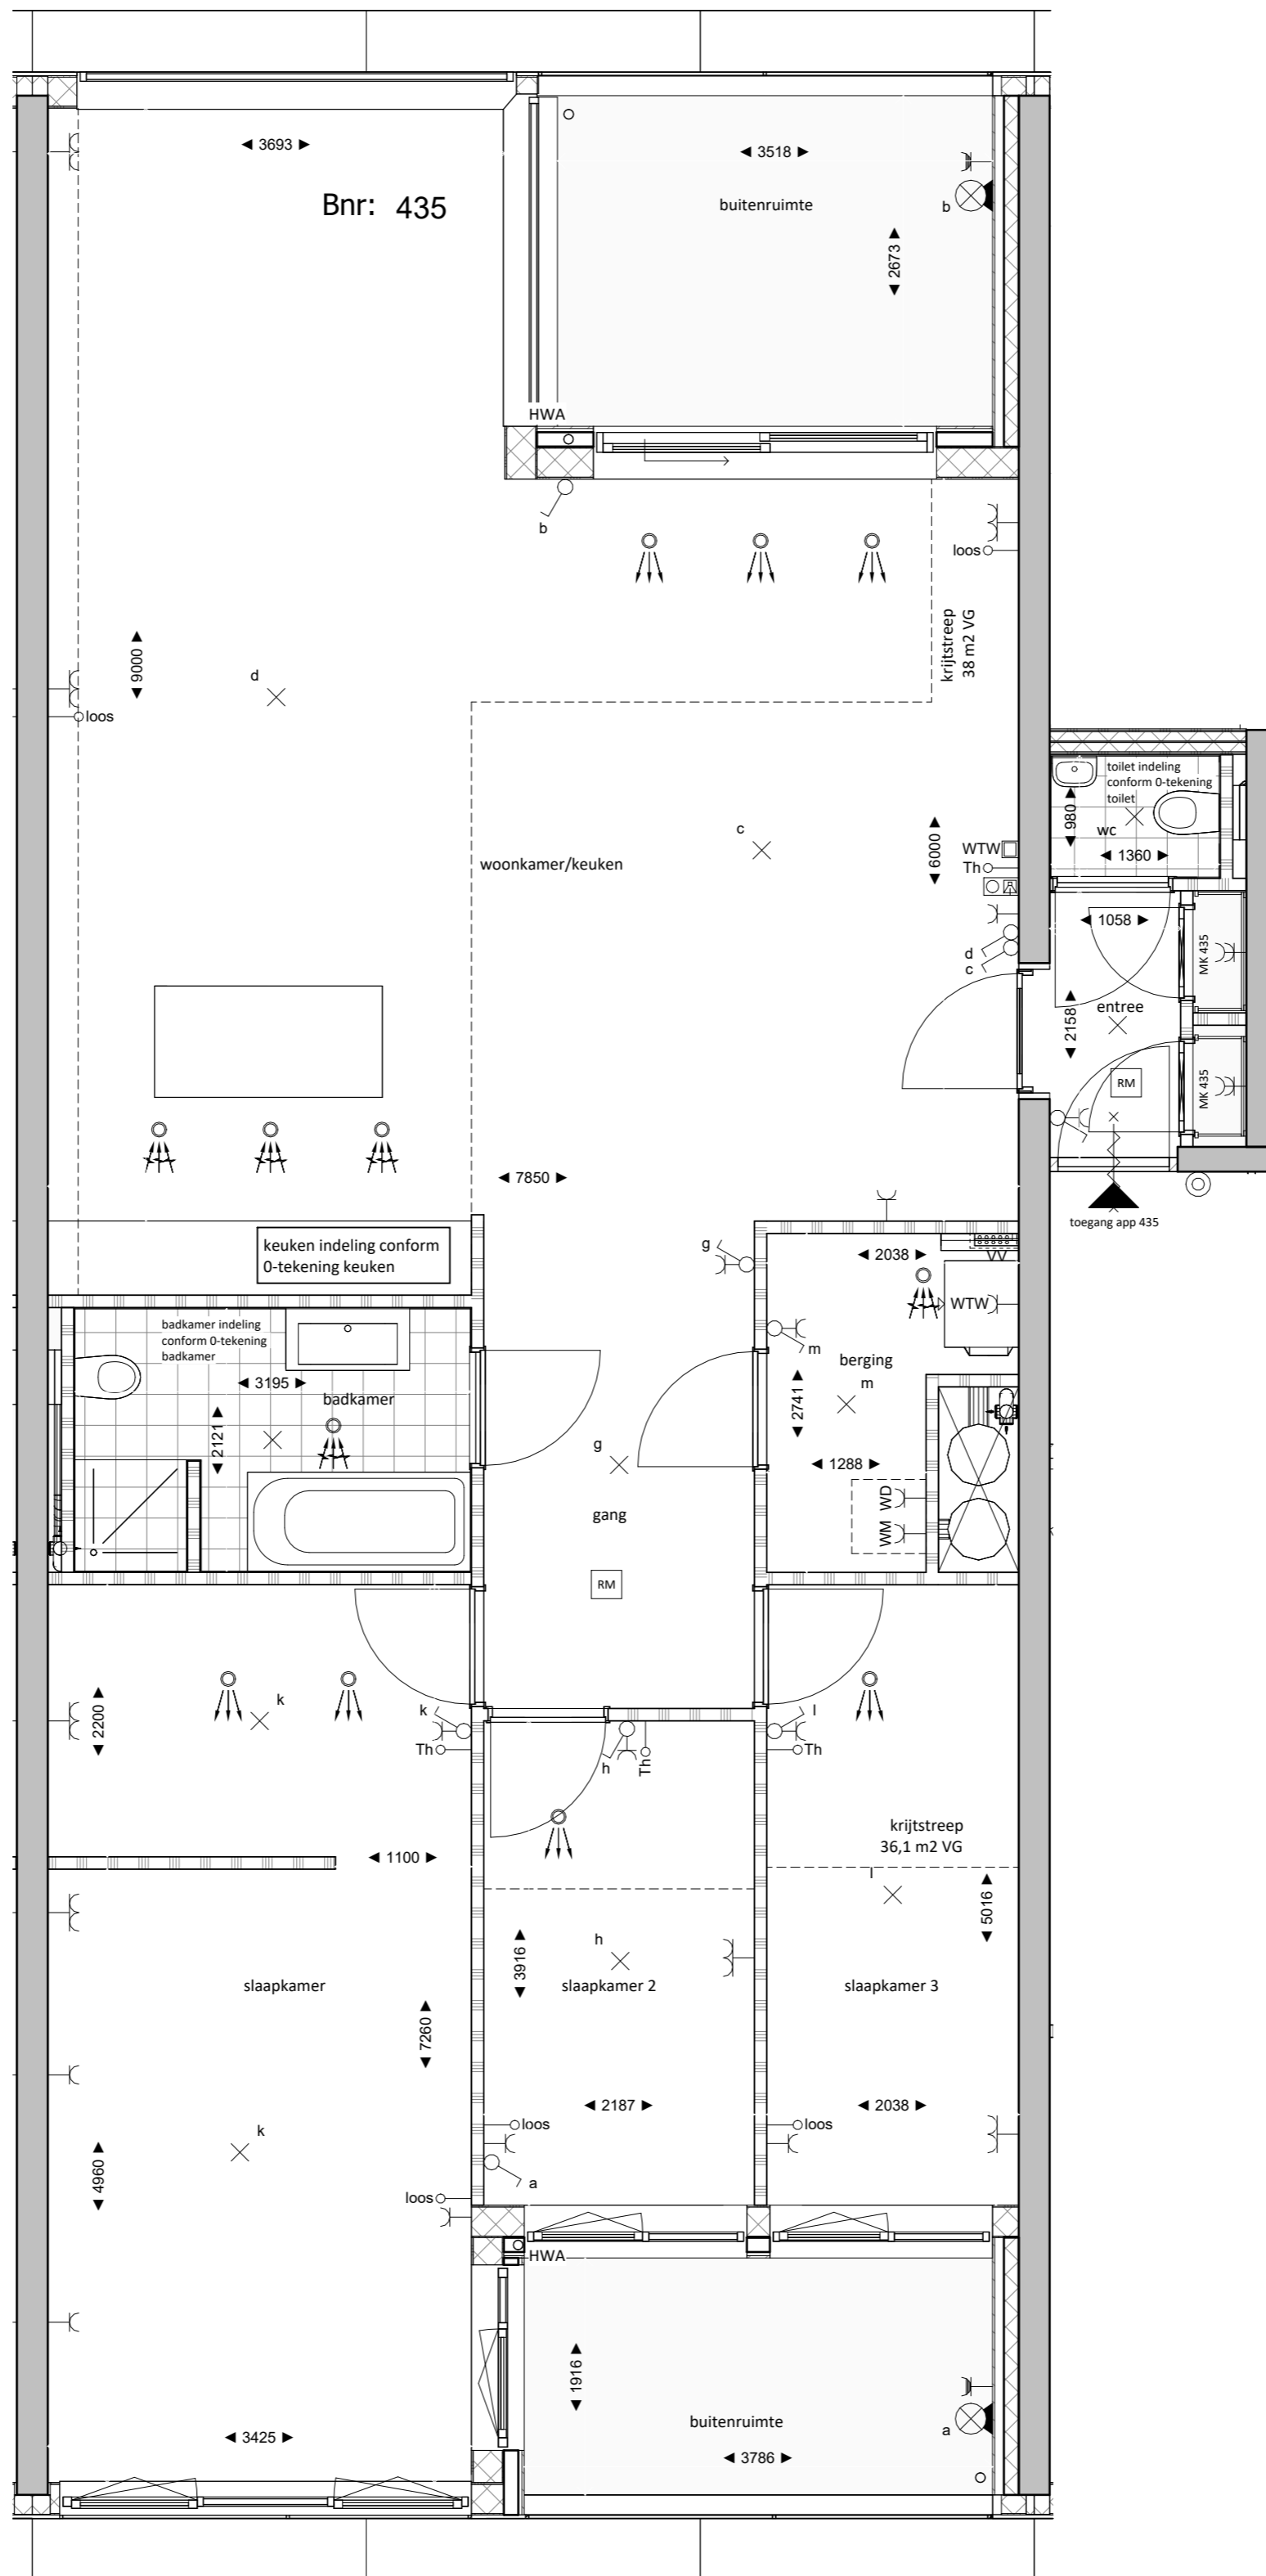 ◄ 3693 ►
Bnr: 435
◄ 3518 ►
buitenruimte
b
◄ 2673 ►
HWA
b
loos
krijtstreep
38 m2 VG
◄ 9000 ►
d
loos
c
woonkamer/keuken
◄ 6000 ►
WTW
Th
d
c
toilet indeling
conform 0-tekening
toilet
◄ 980 ►
wc
◄ 1360 ►
◄ 1058 ►
MK 435
entree
◄ 2158 ►
RM
MK 435
toegang app 435
◄ 7850 ►
keuken indeling conform
0-tekening keuken
g
◄ 2038 ►
VV
WTW
m
berging
m
◄ 2741 ►
◄ 1288 ►
WD
WM
badkamer indeling
conform 0-tekening
badkamer
◄ 3195 ►
badkamer
◄ 2121 ►
g
gang
RM
k
◄ 2200 ►
k
Th
h
Th
l
Th
◄ 1100 ►
krijtstreep
36,1 m2 VG
l
◄ 5016 ►
h
◄ 3916 ►
slaapkamer
slaapkamer 2
slaapkamer 3
◄ 7260 ►
◄ 2187 ►
◄ 2038 ►
loos
loos
k
a
◄ 4960 ►
loos
HWA
◄ 1916 ►
buitenruimte
a
◄ 3425 ►
◄ 3786 ►